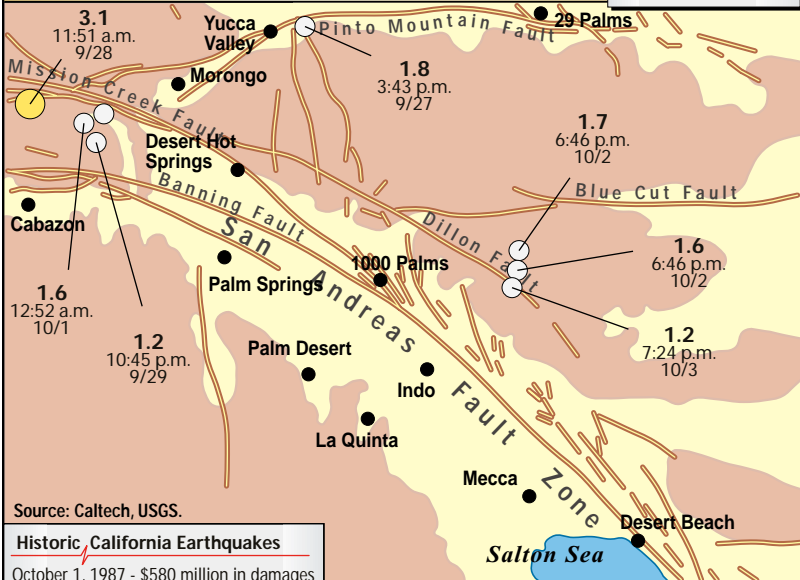 3.1
11:51 a.m.
9/28
Yucca
Valley
29 Palms
Pinto Mountain Fault
Morongo
1.8
3:43 p.m.
9/27
Mission Creek Fault
1.7
6:46 p.m.
10/2
Desert Hot
Springs
Banning Fault
Blue Cut Fault
Cabazon
Dillon Fault
San Andreas Fault Zone
1000 Palms
1.6
6:46 p.m.
10/2
Palm Springs
1.6
12:52 a.m.
10/1
1.2
10:45 p.m.
9/29
1.2
7:24 p.m.
10/3
Palm Desert
Indo
La Quinta
Mecca
Source: Caltech, USGS.
Desert Beach
Salton Sea
Historic California Earthquakes
October 1, 1987 - $580 million in damages